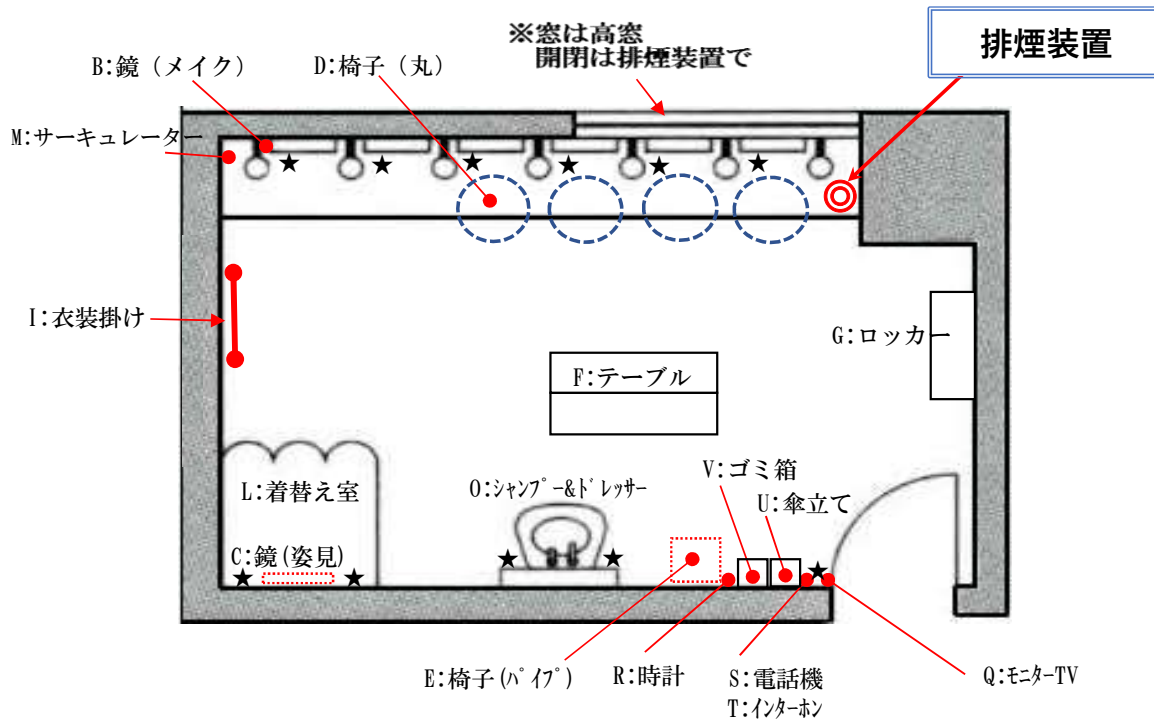 ※窓は高窓
開閉は排煙装置で
排煙装置
B:鏡（メイク）
D:椅子（丸）
M:サーキュレーター
★ ★ ★ ★ ★ ★
I:衣装掛け
G:ロッカー
F:テーブル
V:ゴミ箱
L:着替え室
O:ｼｬﾝﾌﾟｰ&ﾄﾞﾚｯｻｰ
U:傘立て
C:鏡(姿見)
★ ★ ★ ★ ★
E:椅子(ﾊﾟｲﾌﾟ)
R:時計
S:電話機
T:ｲﾝﾀｰﾎﾝ
Q:ﾓﾆﾀｰTV